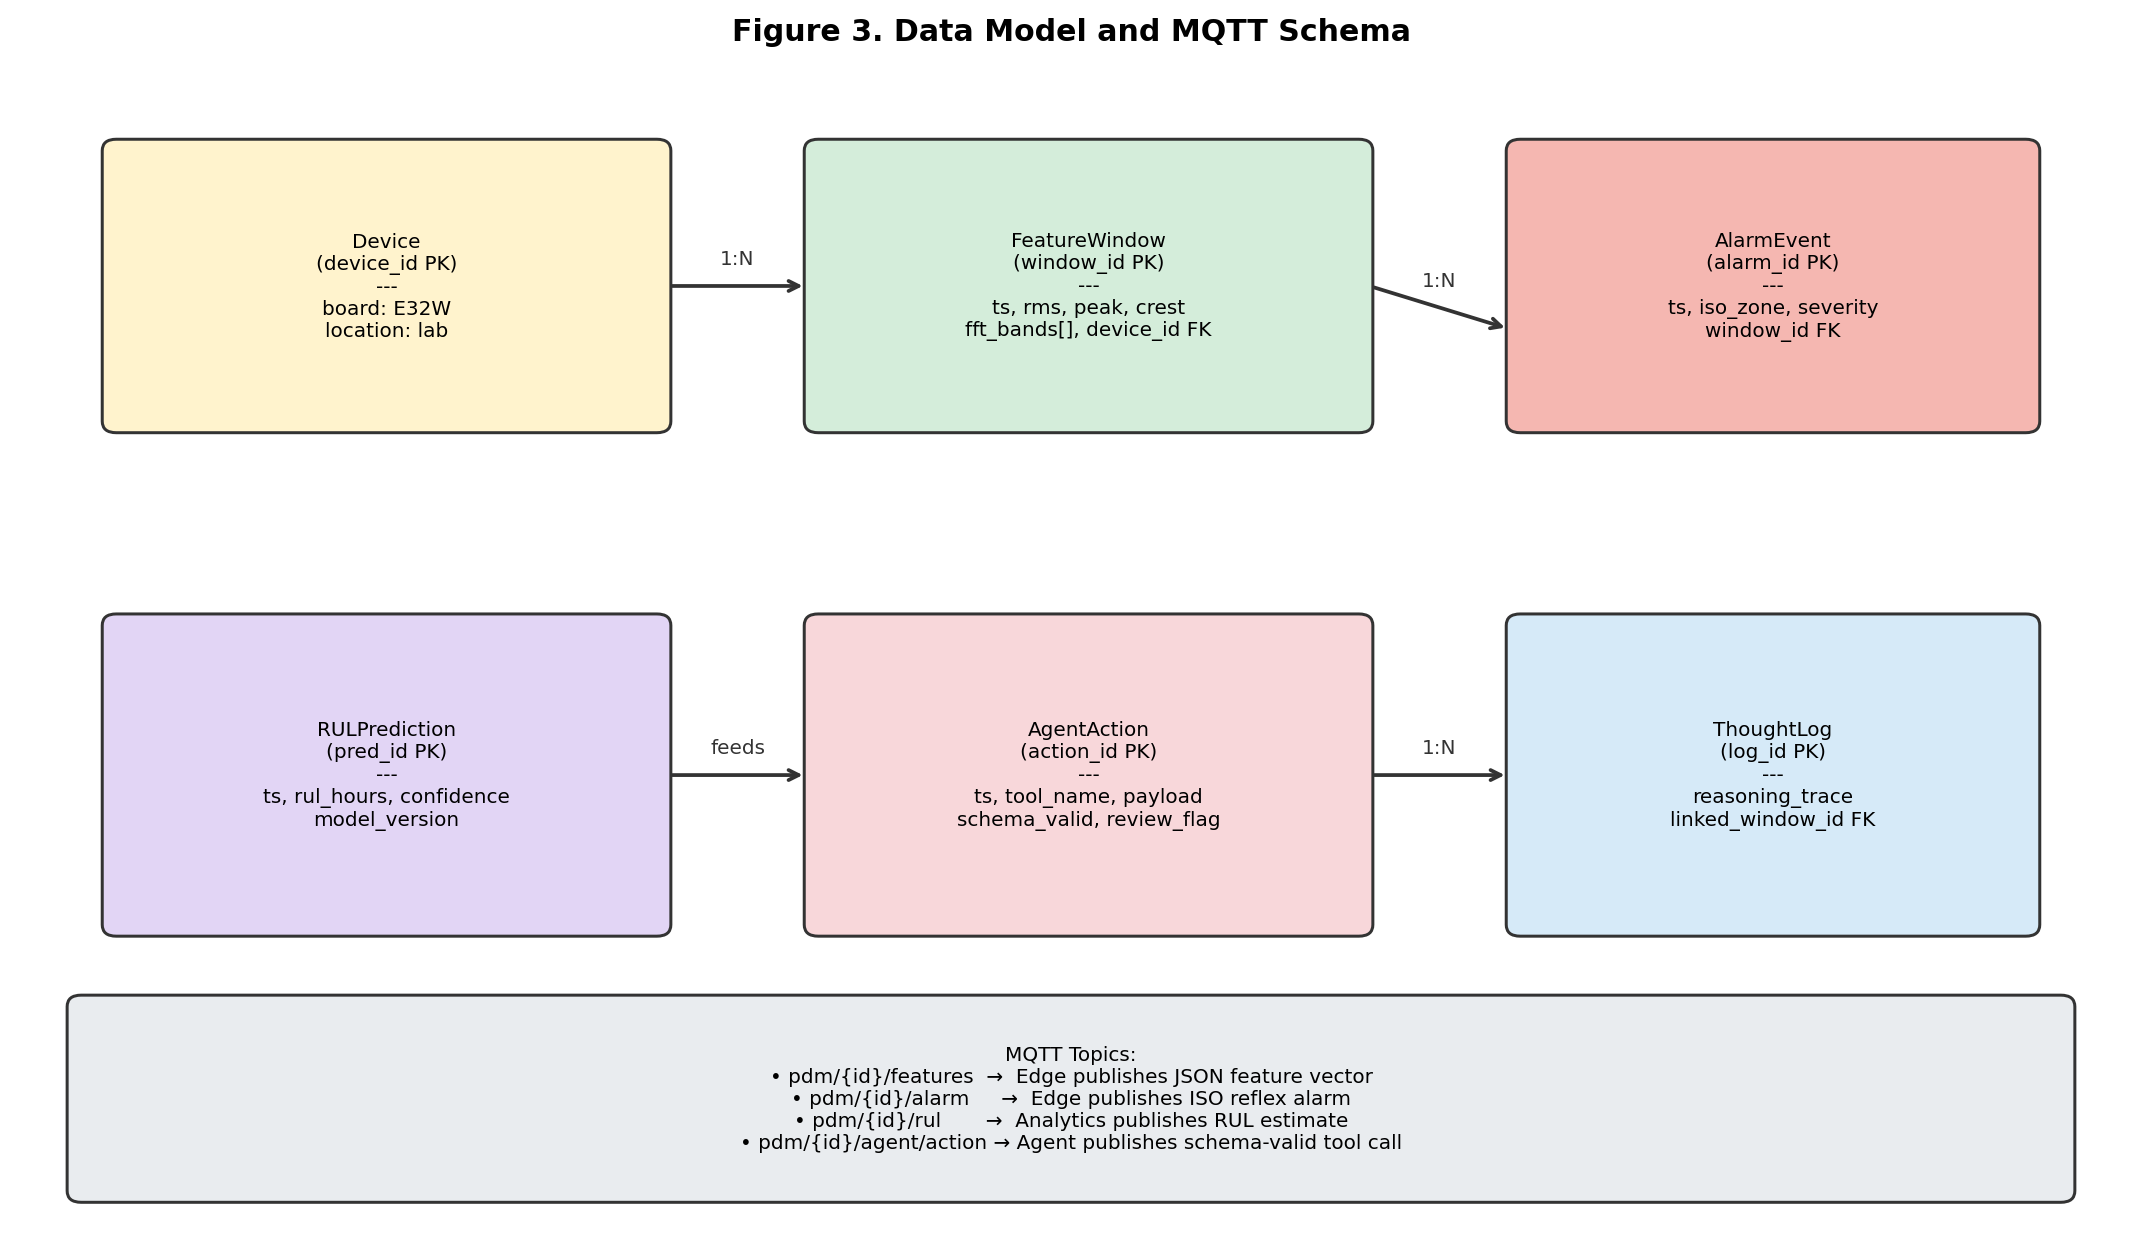 Figure 3. Data Model and MQTT Schema
Device
(device_id PK)
---
board: E32W
location: lab
1:N
FeatureWindow
(window_id PK)
---
ts, rms, peak, crest
fft_bands[], device_id FK
1:N
AlarmEvent
(alarm_id PK)
---
ts, iso_zone, severity
window_id FK
RULPrediction
(pred_id PK)
---
ts, rul_hours, confidence
model_version
feeds
AgentAction
(action_id PK)
---
ts, tool_name, payload
schema_valid, review_flag
1:N
ThoughtLog
(log_id PK)
---
reasoning_trace
linked_window_id FK
MQTT Topics:
• pdm/{id}/features → Edge publishes JSON feature vector
• pdm/{id}/alarm → Edge publishes ISO reflex alarm
• pdm/{id}/rul → Analytics publishes RUL estimate
• pdm/{id}/agent/action → Agent publishes schema-valid tool call